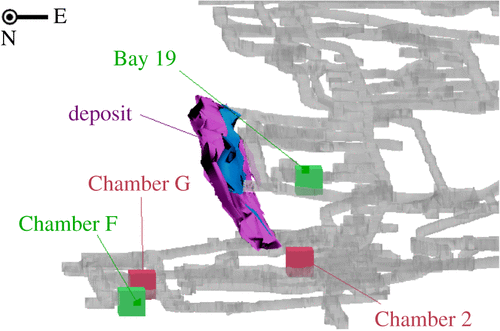 E
N
Bay 19
deposit
Chamber G
Chamber F
Chamber 2